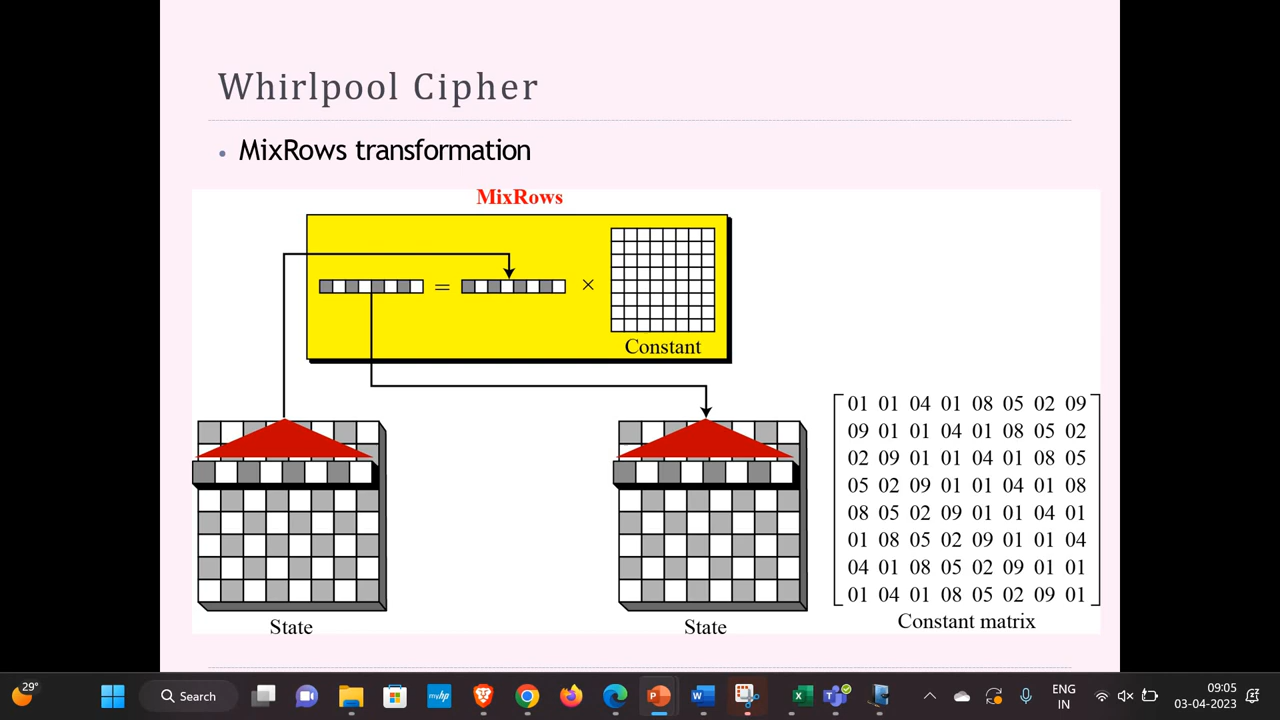 Whirlpool Cipher
• MixRows transformation
MixRows
= ×
Constant
01 01 04 01 08 05 02 09
09 01 01 04 01 08 05 02
02 09 01 01 04 01 08 05
05 02 09 01 01 04 01 08
08 05 02 09 01 01 04 01
01 08 05 02 09 01 01 04
04 01 08 05 02 09 01 01
01 04 01 08 05 02 09 01
Constant matrix
State
State
29°
Search
myhp
ENG
IN
09:05
03-04-2023